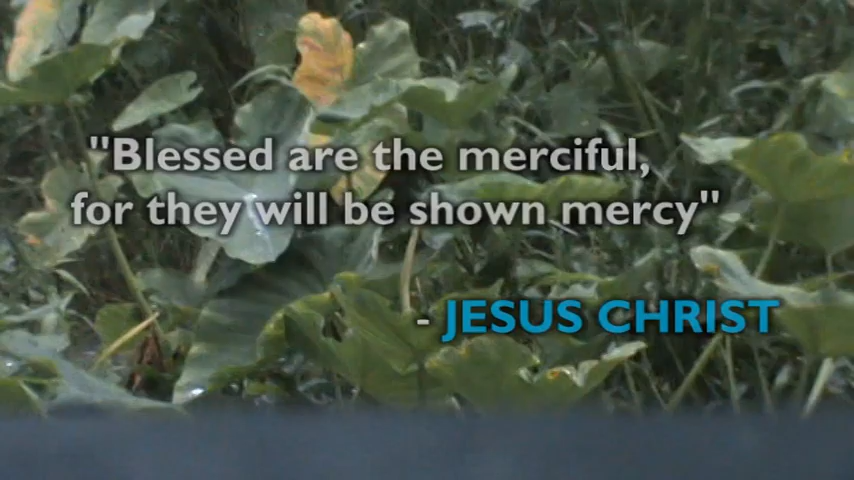 "Blessed are the merciful,
for they will be shown mercy"
- JESUS CHRIST